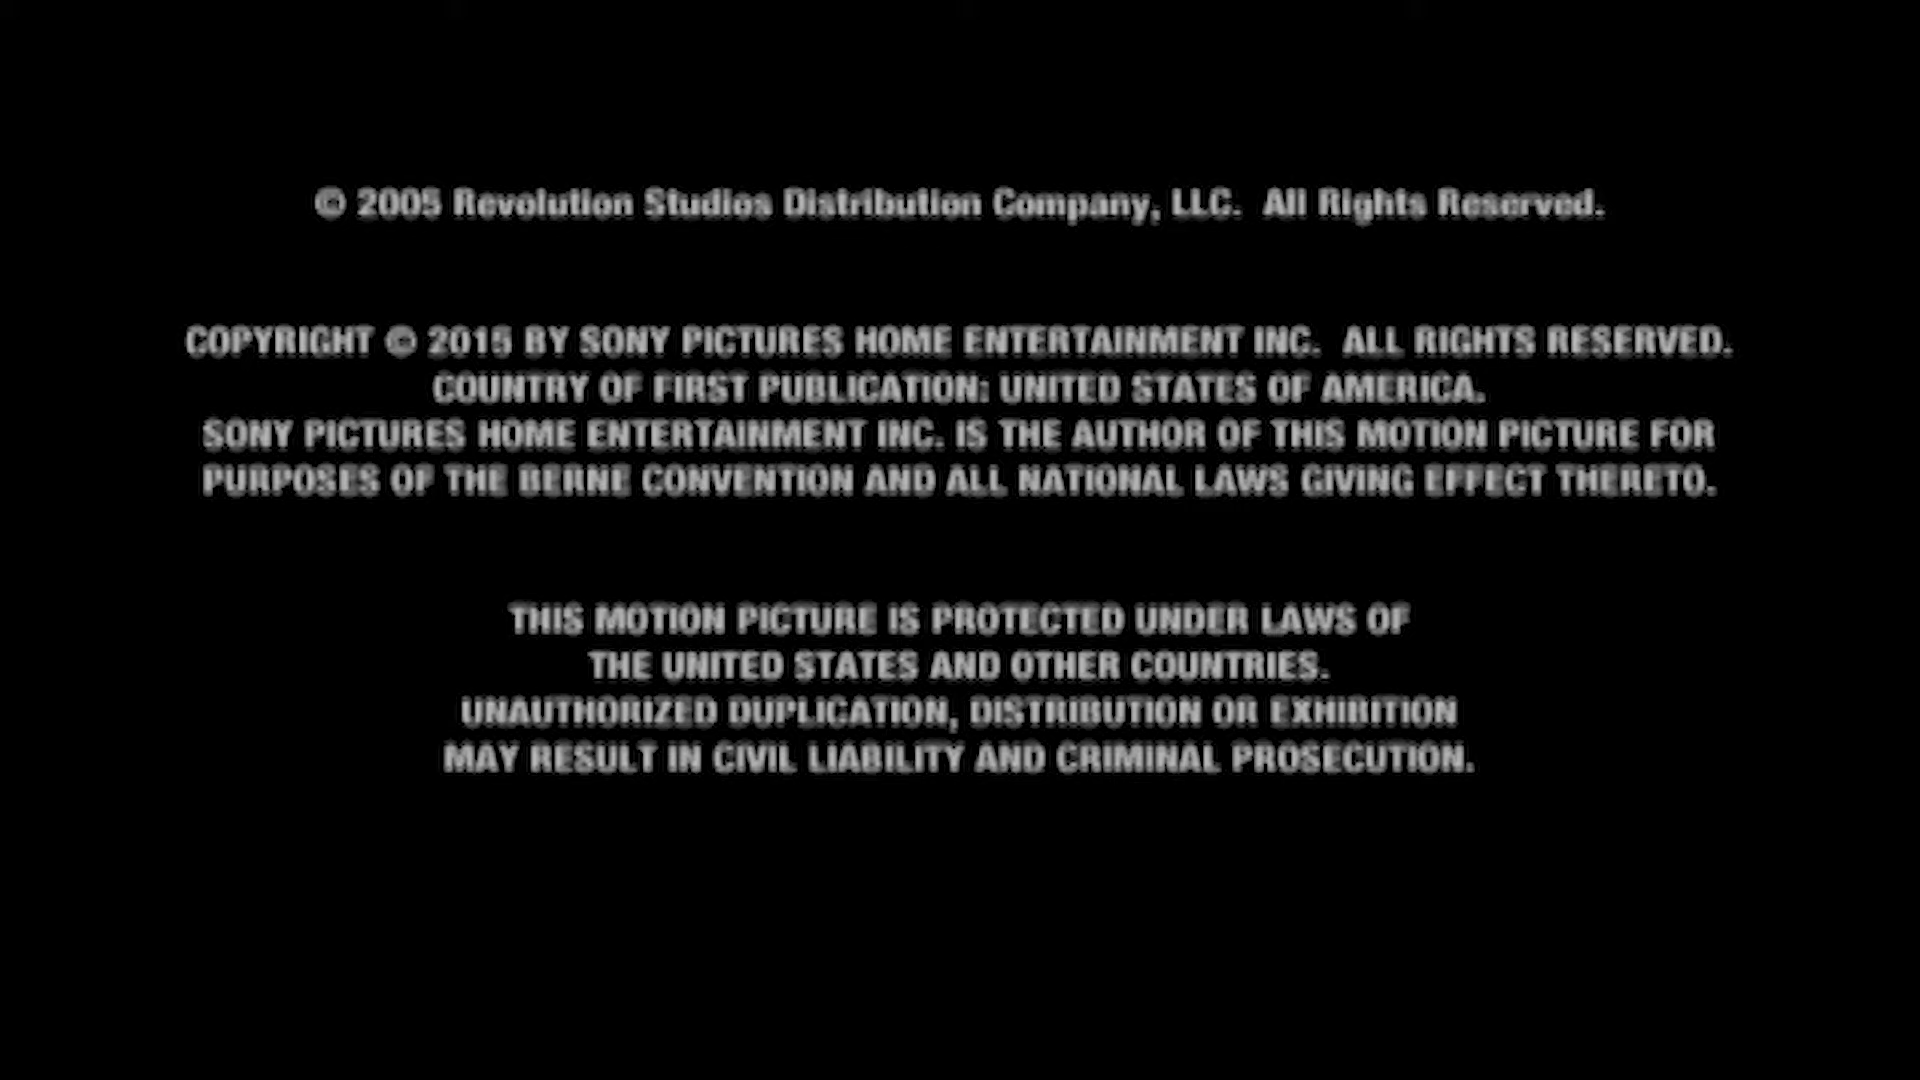 © 2005 Revolution Studios Distribution Company, LLC.  All Rights Reserved.
COPYRIGHT © 2015 BY SONY PICTURES HOME ENTERTAINMENT INC.  ALL RIGHTS RESERVED.
COUNTRY OF FIRST PUBLICATION: UNITED STATES OF AMERICA.
SONY PICTURES HOME ENTERTAINMENT INC. IS THE AUTHOR OF THIS MOTION PICTURE FOR
PURPOSES OF THE BERNE CONVENTION AND ALL NATIONAL LAWS GIVING EFFECT THERETO.
THIS MOTION PICTURE IS PROTECTED UNDER LAWS OF
THE UNITED STATES AND OTHER COUNTRIES.
UNAUTHORIZED DUPLICATION, DISTRIBUTION OR EXHIBITION
MAY RESULT IN CIVIL LIABILITY AND CRIMINAL PROSECUTION.